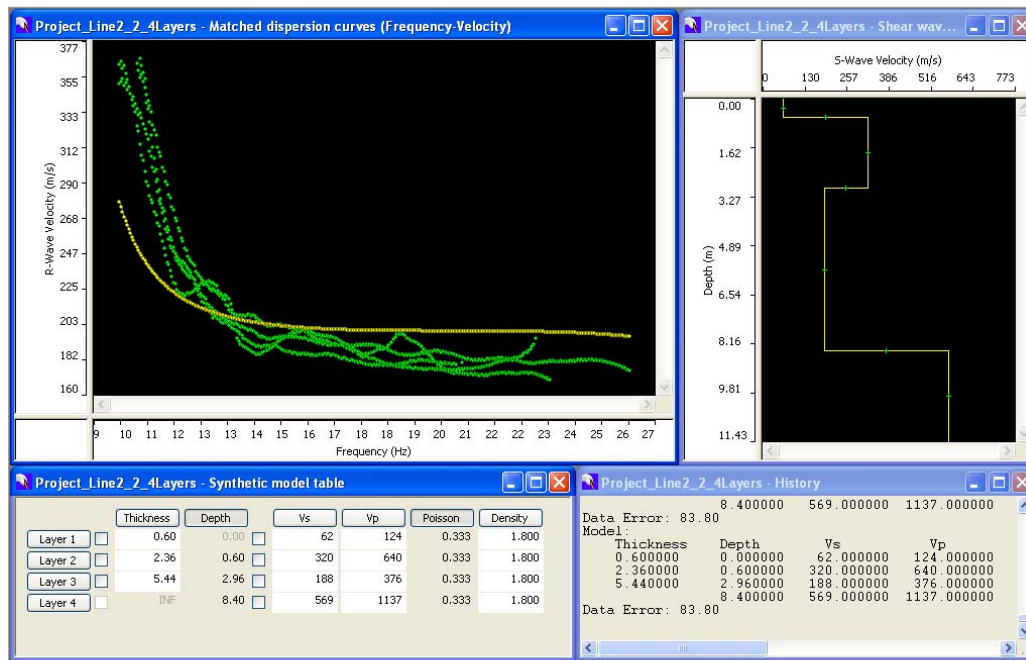 Project_Line2_2_4Layers - Matched dispersion curves (Frequency-Velocity)
377
355
333
312
290
268
247
225
203
182
160
R-Wave Velocity (m/s)
9 10 11 12 13 13 14 15 16 17 18 19 20 21 22 23 24 25 26 27
Frequency (Hz)
Project_Line2_2_4Layers - Shear wav...
S-Wave Velocity (m/s)
0 130 257 386 516 643 773
0.00
1.62
3.27
4.89
6.54
8.16
9.81
11.43
Depth (m)
Project_Line2_2_4Layers - Synthetic model table
Thickness Depth Vs Vp Poisson Density
Layer 1 0.60 0.00 62 124 0.333 1.800
Layer 2 2.36 0.60 320 640 0.333 1.800
Layer 3 5.44 2.96 188 376 0.333 1.800
Layer 4 INF 8.40 569 1137 0.333 1.800
Project_Line2_2_4Layers - History
8.400000 569.000000 1137.000000
Data Error: 83.80
Model:
Thickness Depth Vs Vp
0.600000 0.000000 62.000000 124.000000
2.360000 0.600000 320.000000 640.000000
5.440000 2.960000 188.000000 376.000000
8.400000 569.000000 1137.000000
Data Error: 83.80